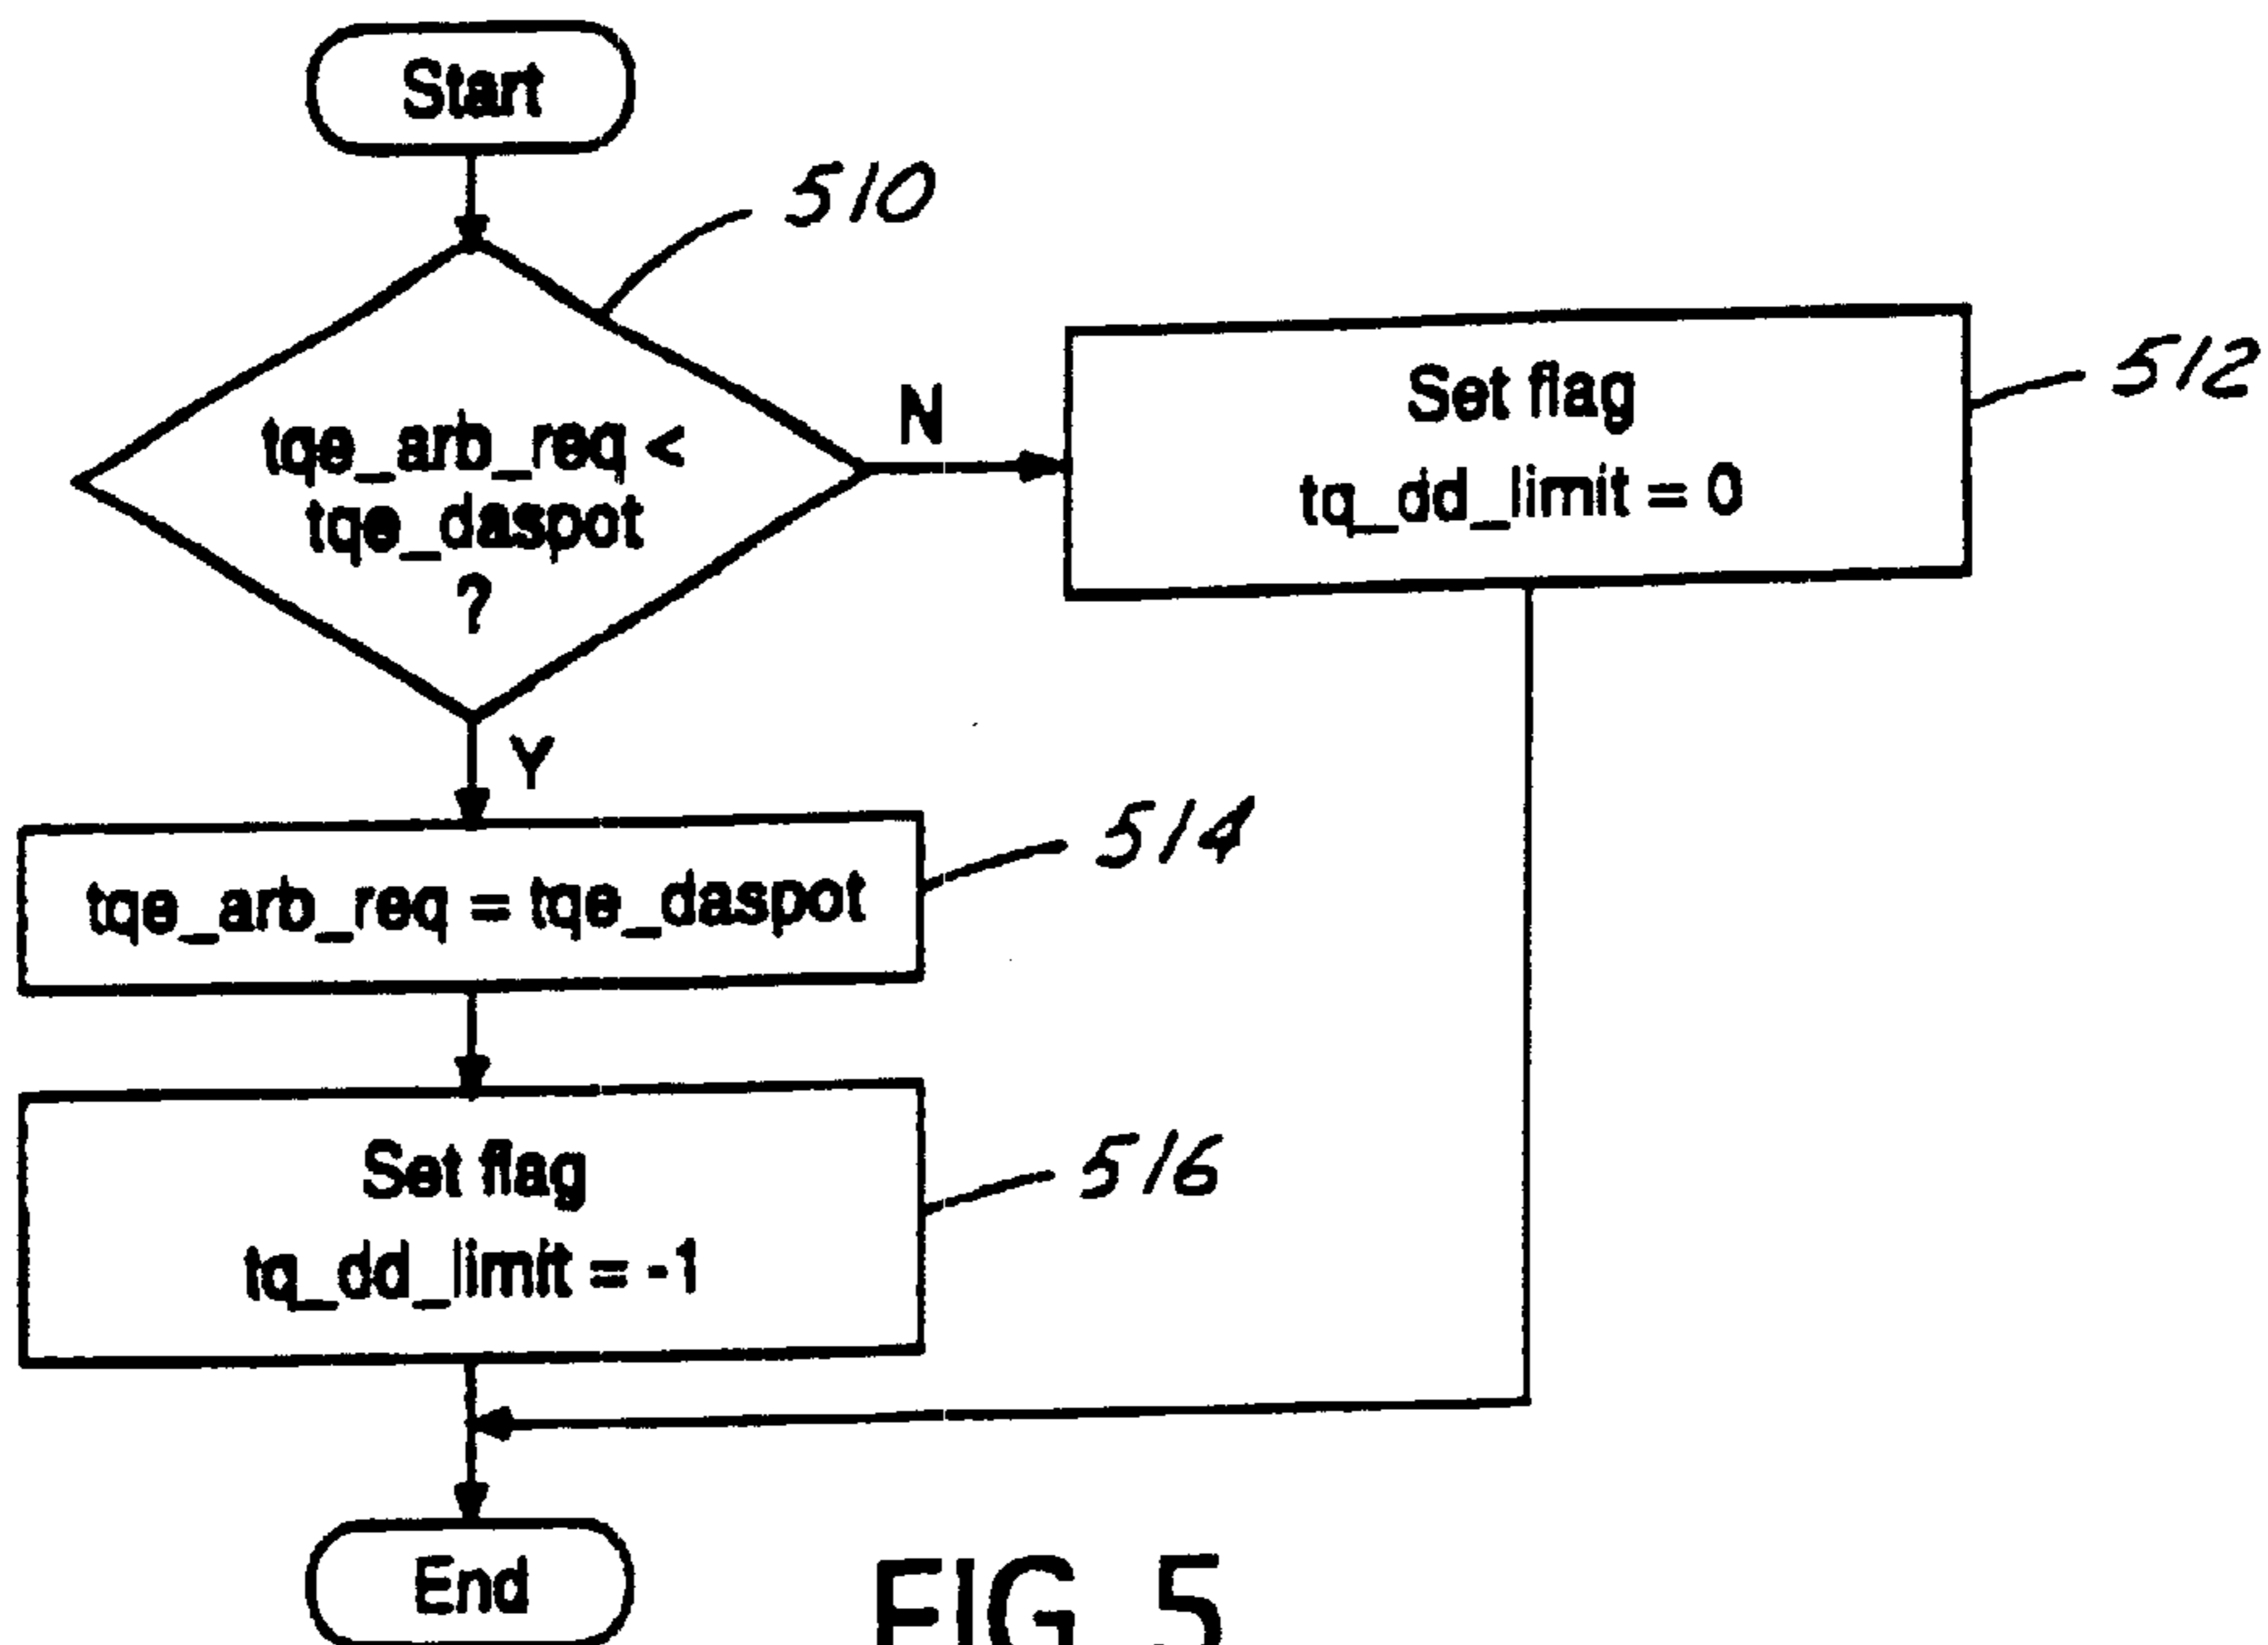 Start
510
tqe_arb_req <
tqe_daspot
?
N
Set flag
tq_dd_limit = 0
512
Y
tqe_arb_req = tqe_daspot
514
Set flag
tq_dd_limit = -1
516
End
FIG. 5